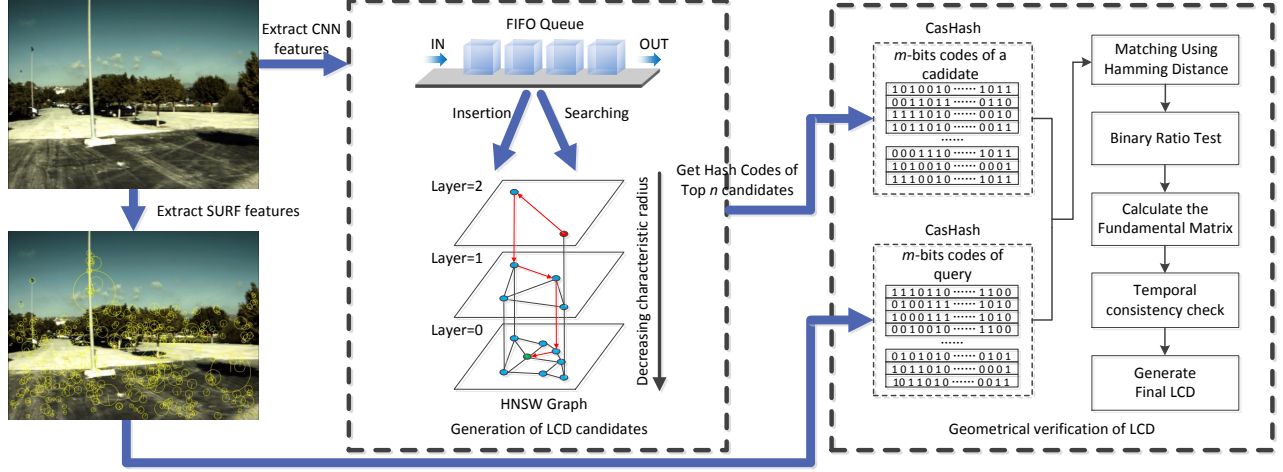 Extract CNN
features
Extract SURF features
FIFO Queue
IN
OUT
Insertion
Searching
Layer=2
Layer=1
Layer=0
Decreasing characteristic radius
HNSW Graph
Generation of LCD candidates
Get Hash Codes of
Top n candidates
CasHash
m-bits codes of a
cadidate
1010010 ······ 1011
0011011 ······ 0110
1111010 ······ 0010
1011010 ······ 0011
······
0001110 ······ 1011
1010010 ······ 0001
1110010 ······ 1011
CasHash
m-bits codes of
query
1110110 ······ 1100
0100111 ······ 1010
1000111 ······ 1010
0010010 ······ 1100
······
0101010 ······ 0101
1011010 ······ 0001
1011010 ······ 0011
Matching Using
Hamming Distance
Binary Ratio Test
Calculate the
Fundamental Matrix
Temporal
consistency check
Generate
Final LCD
Geometrical verification of LCD